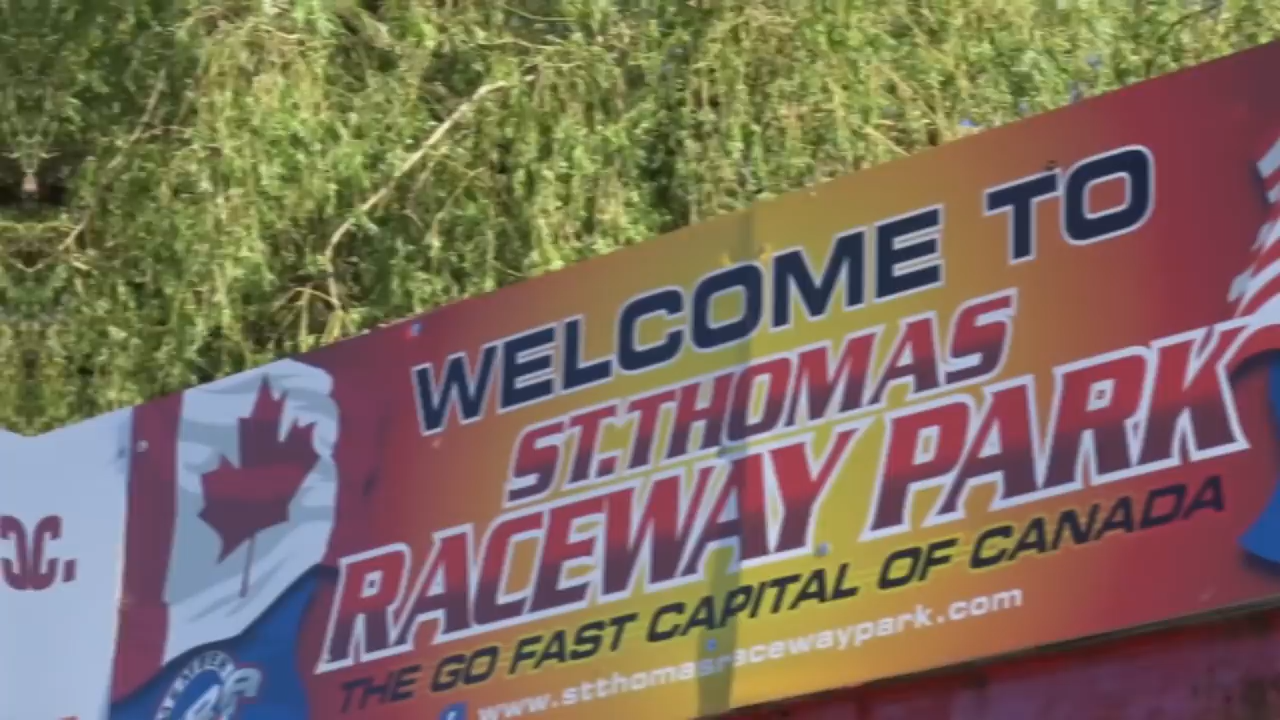 WELCOME TO
ST.THOMAS
RACEWAY PARK
THE GO FAST CAPITAL OF CANADA
www.stthomasracewaypark.com